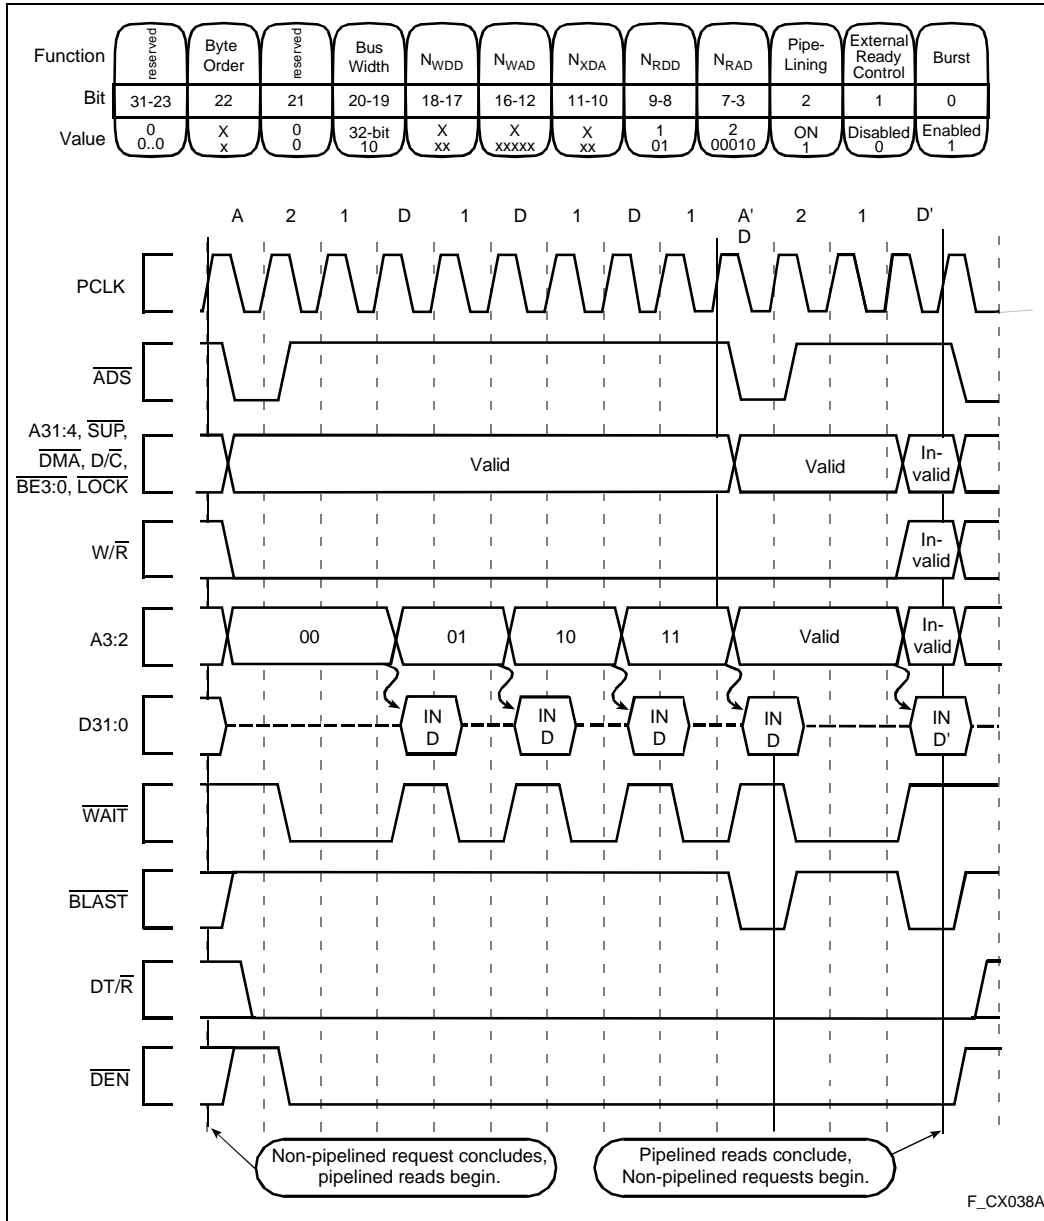 Function reserved Byte Order reserved Bus Width NWDD NWAD NXDA NRDD NRAD Pipe-Lining External Ready Control Burst
Bit 31-23 22 21 20-19 18-17 16-12 11-10 9-8 7-3 2 1 0
Value 0 X 0 32-bit X X X 1 2 ON Disabled Enabled
0..0 x 0 10 xx xxxxx xx 01 00010 1 0 1
A 2 1 D 1 D 1 D 1 A' 2 1 D'
D
PCLK
ADS
A31:4, SUP,
DMA, D/C,
BE3:0, LOCK
Valid Valid In-
valid
W/R In-
valid
A3:2 00 01 10 11 Valid In-
valid
D31:0 IN IN IN IN IN
D D D D D'
WAIT
BLAST
DT/R
DEN
Non-pipelined request concludes,
pipelined reads begin.
Pipelined reads conclude,
Non-pipelined requests begin.
F_CX038A